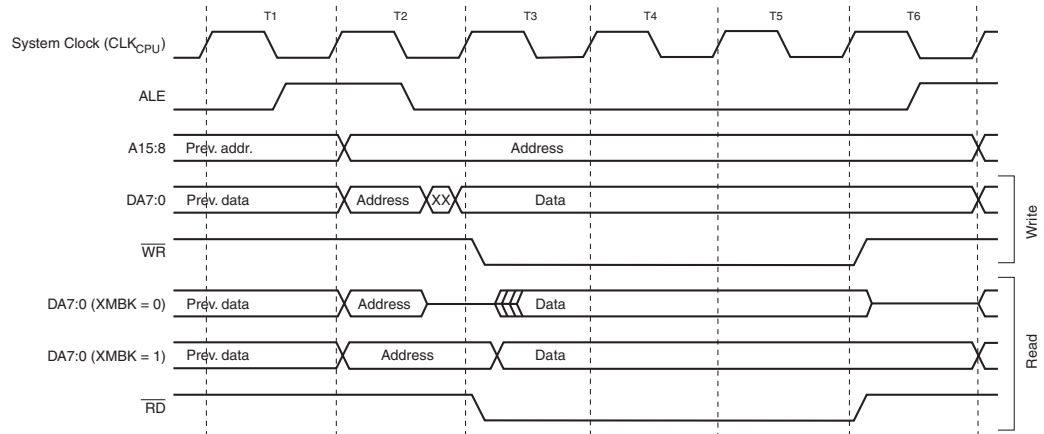 T1 T2 T3 T4 T5 T6
System Clock (CLKCPU)
ALE
A15:8 Prev. addr. Address
DA7:0 Prev. data Address XX Data
WR
Write
DA7:0 (XMBK = 0) Prev. data Address Data
DA7:0 (XMBK = 1) Prev. data Address Data
RD
Read